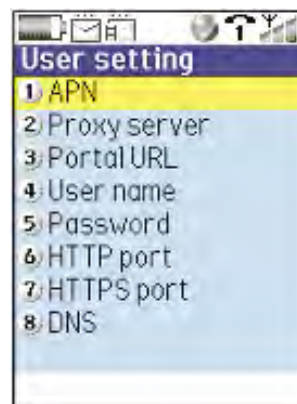 User setting
1 APN
2 Proxy server
3 Portal URL
4 User name
5 Password
6 HTTP port
7 HTTPS port
8 DNS